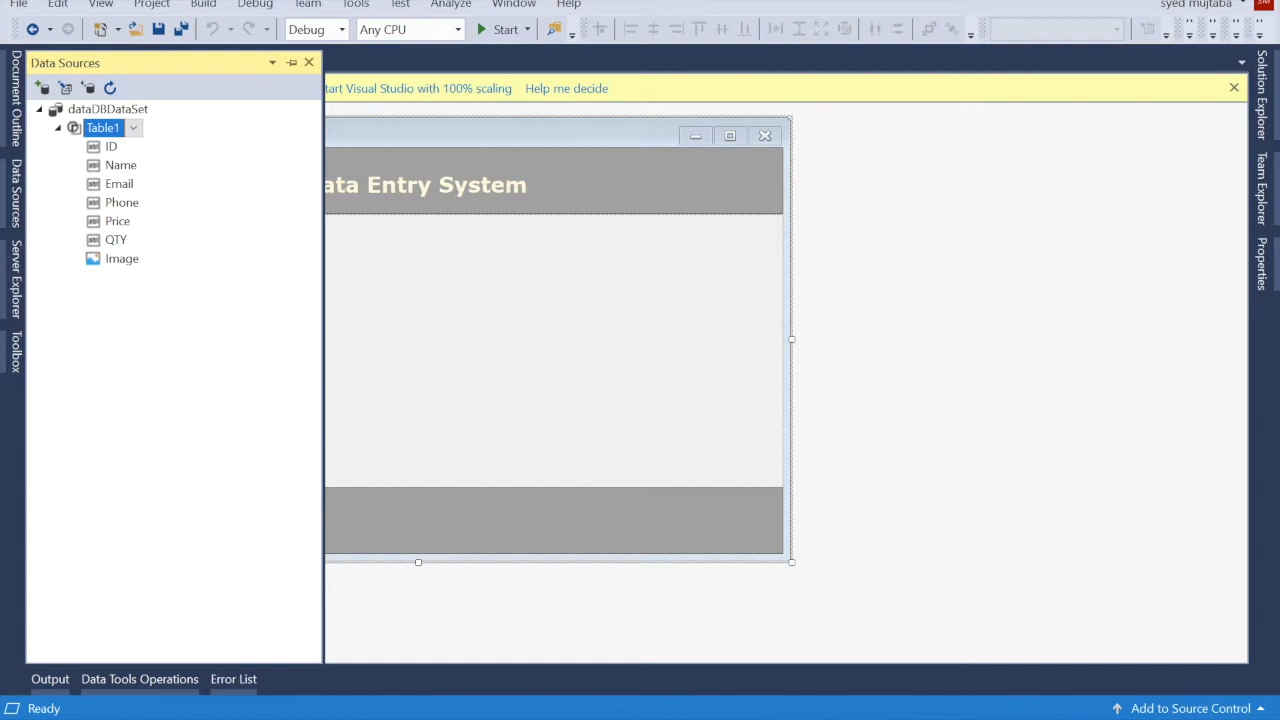 File Edit View Project Build Debug Team Tools Test Analyze Window Help syed mujtaba SM
Debug Any CPU Start
Data Sources
tart Visual Studio with 100% scaling Help me decide
dataDBDataSet
Table1
ID
Name
Email
Phone
Price
QTY
Image
ata Entry System
Document Outline
Data Sources
Server Explorer
Toolbox
Solution Explorer
Team Explorer
Properties
Output Data Tools Operations Error List
Ready Add to Source Control